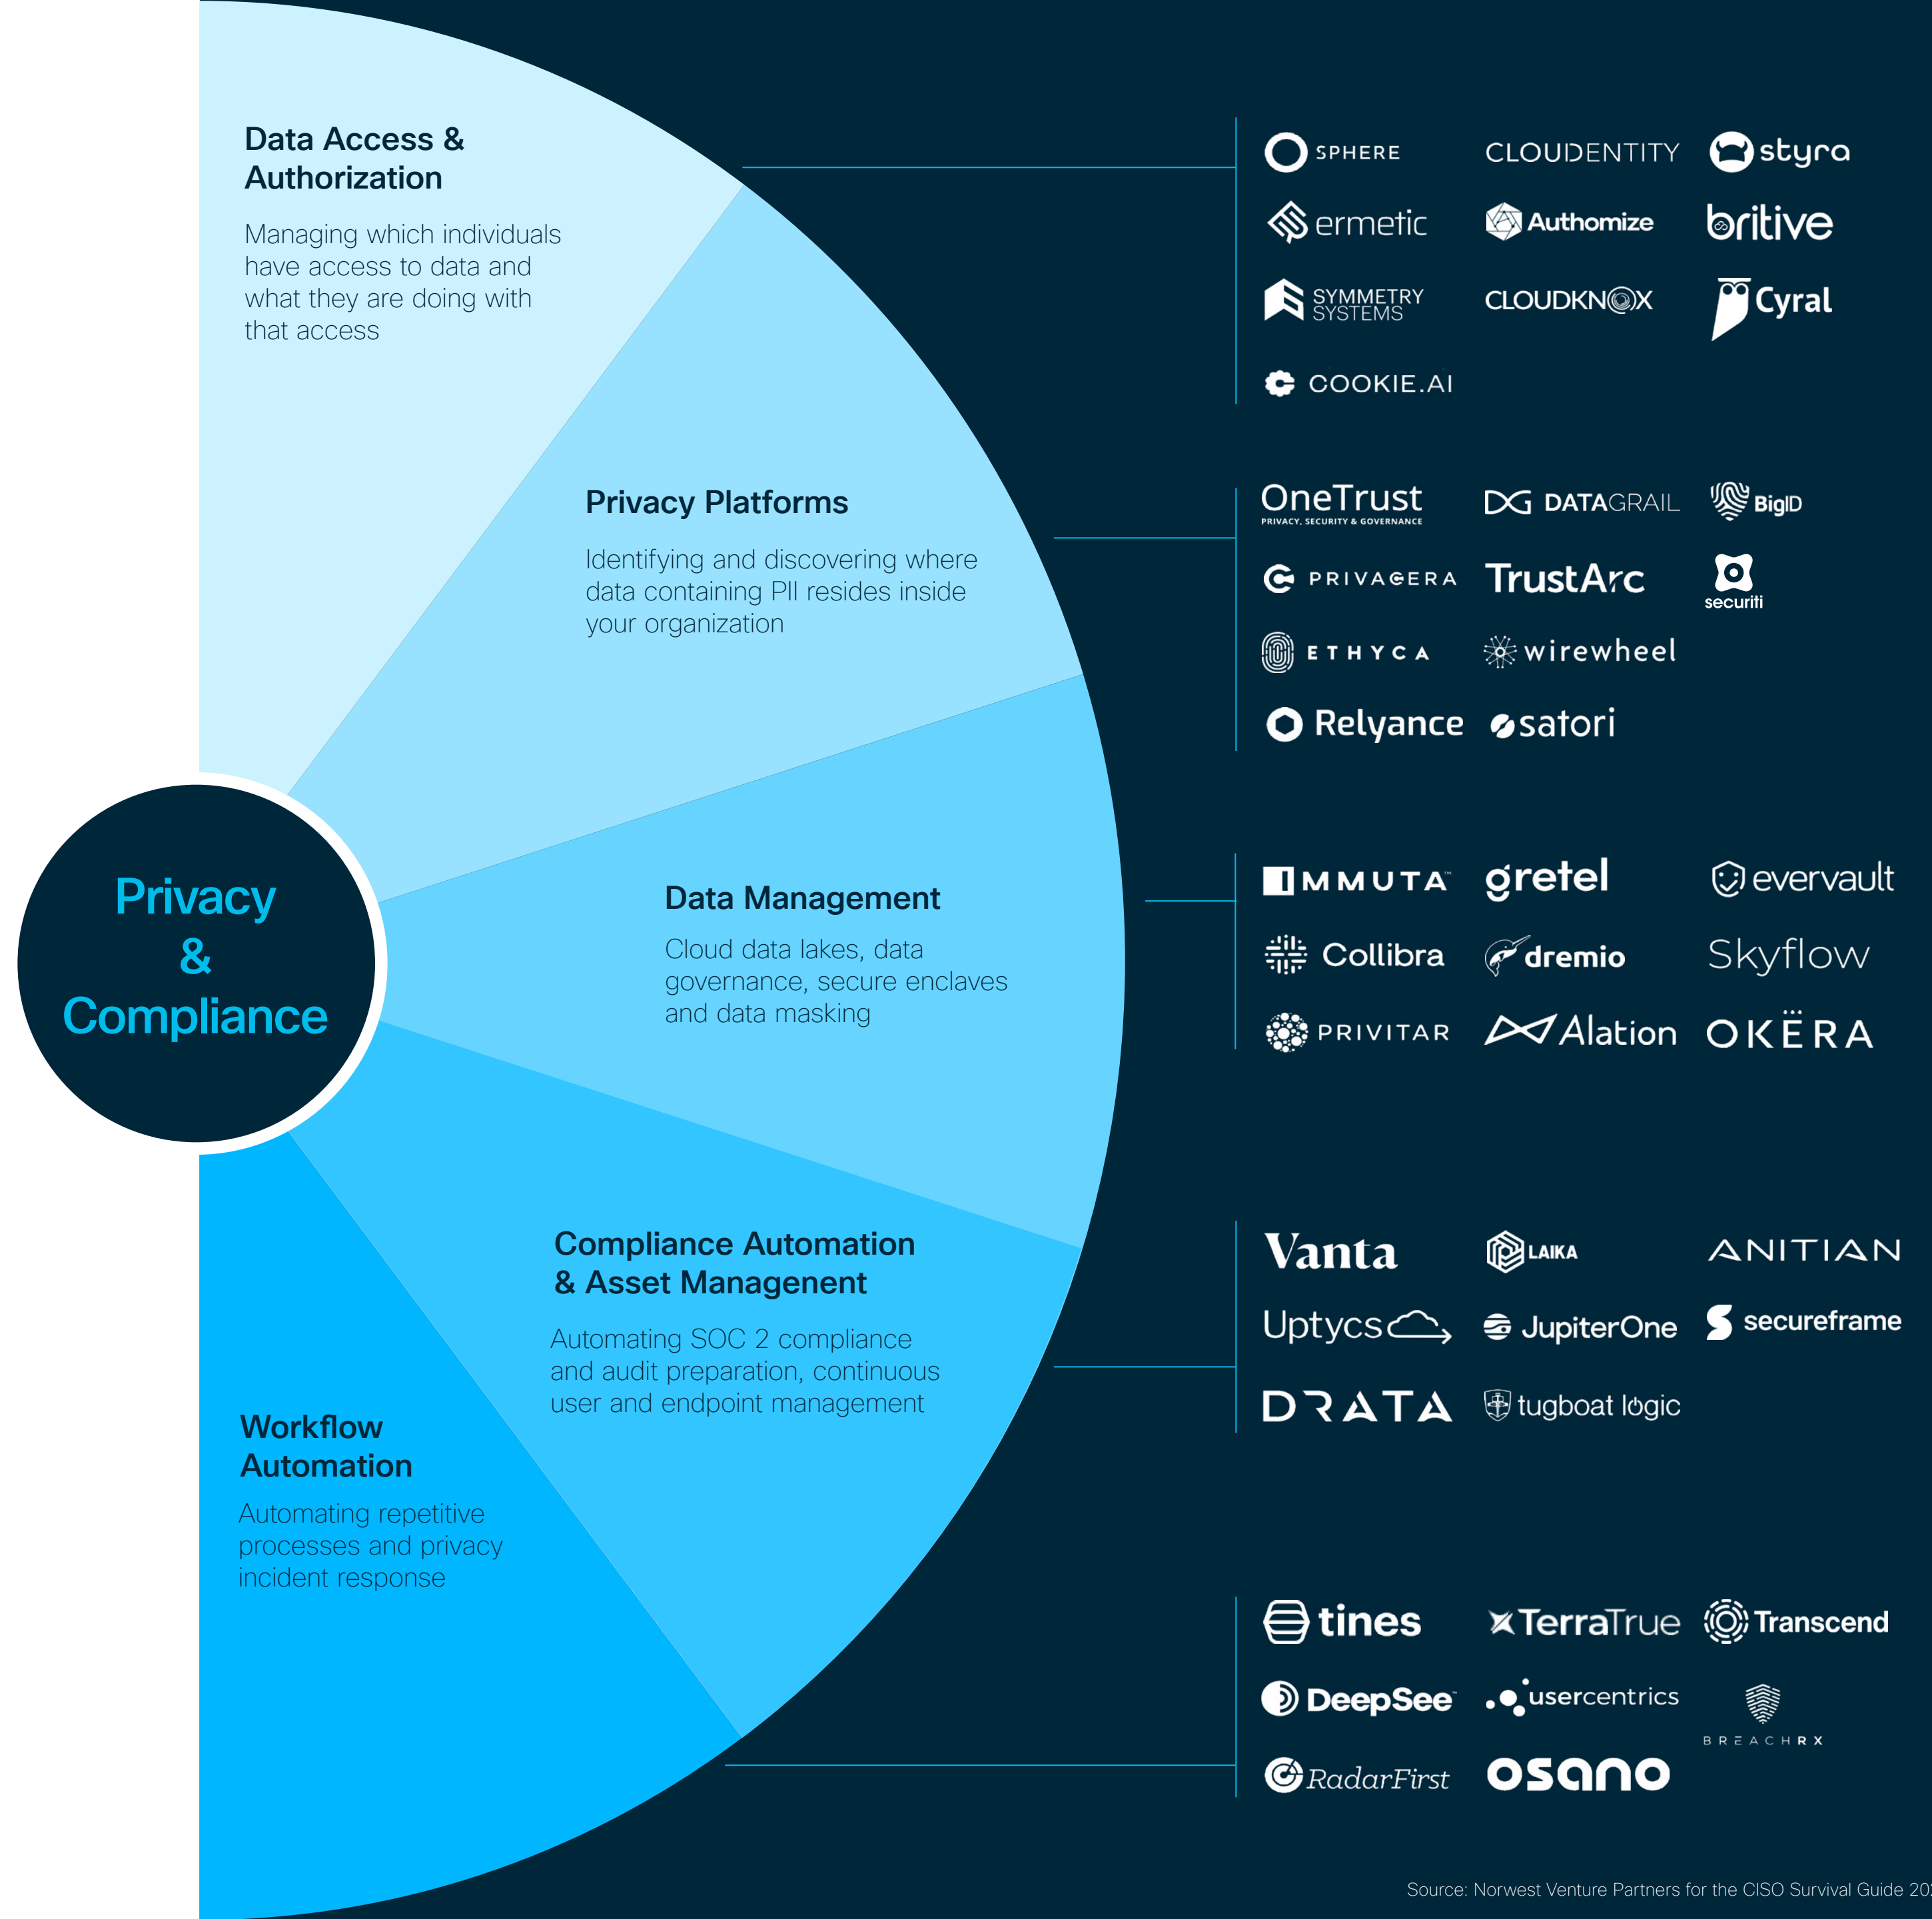 Data Access &
Authorization
Managing which individuals
have access to data and
what they are doing with
that access
SPHERE
CLOUDENTITY
styra
ermetic
Authomize
britive
SYMMETRY
SYSTEMS
CLOUDKNOX
Cyral
COOKIE.AI
Privacy Platforms
Identifying and discovering where
data containing PII resides inside
your organization
OneTrust
PRIVACY, SECURITY & GOVERNANCE
DG DATAGRAIL
BigID
PRIVACERA
TrustArc
securiti
ETHYCA
wirewheel
Relyance
satori
Privacy
&
Compliance
Data Management
Cloud data lakes, data
governance, secure enclaves
and data masking
IMMUTA™
gretel
evervault
Collibra
dremio
Skyflow
PRIVITAR
Alation
OKËRA
Compliance Automation
& Asset Managenent
Automating SOC 2 compliance
and audit preparation, continuous
user and endpoint management
Vanta
LAIKA
ANITIAN
Uptycs
JupiterOne
secureframe
DRATA
tugboat logic
Workflow
Automation
Automating repetitive
processes and privacy
incident response
tines
TerraTrue
Transcend
DeepSee™
usercentrics
BREACHRX
RadarFirst
osano
Source: Norwest Venture Partners for the CISO Survival Guide